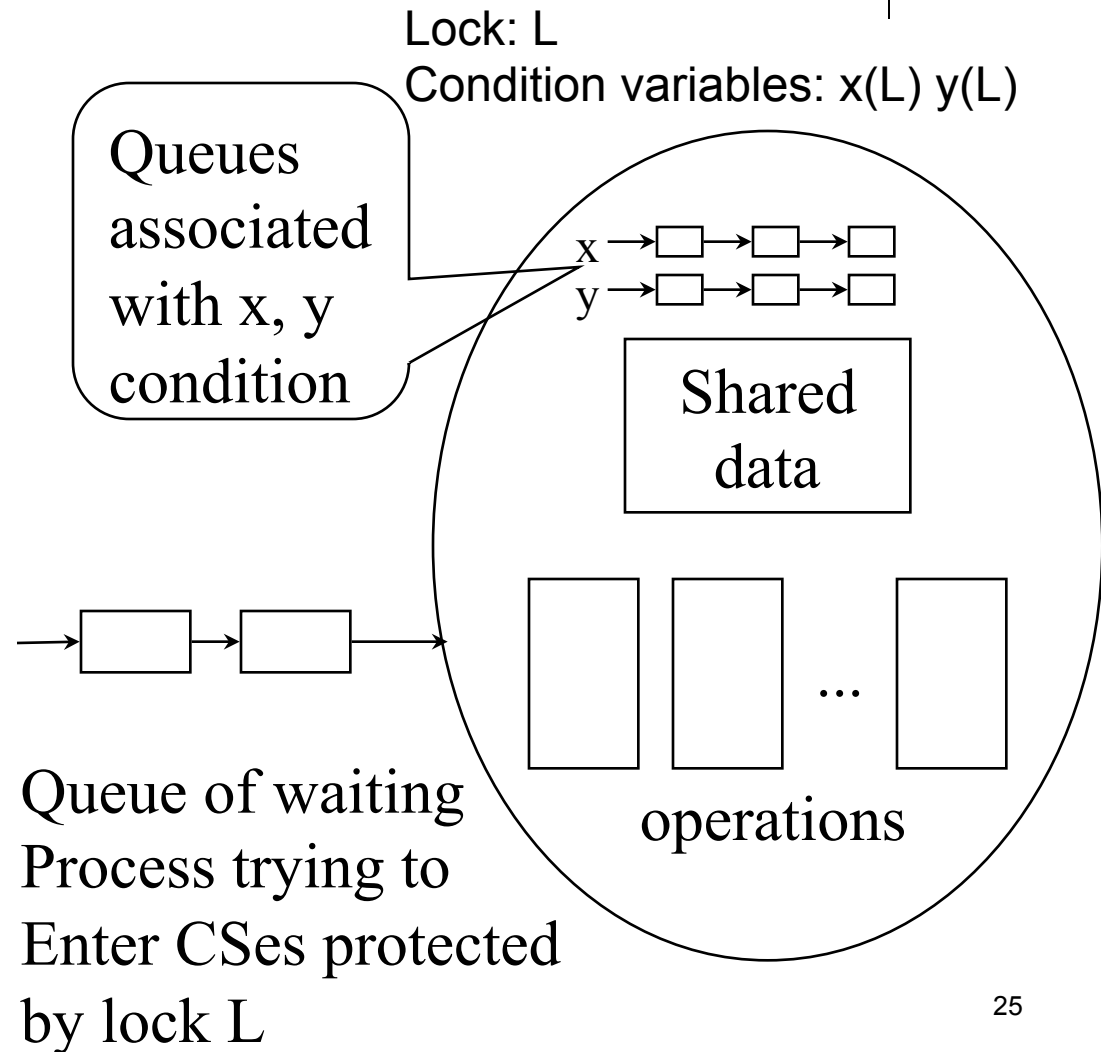 Lock: L
Condition variables: x(L) y(L)
Queues
associated
with x, y
condition
x
y
Shared
data
...
operations
Queue of waiting
Process trying to
Enter CSes protected
by lock L
25